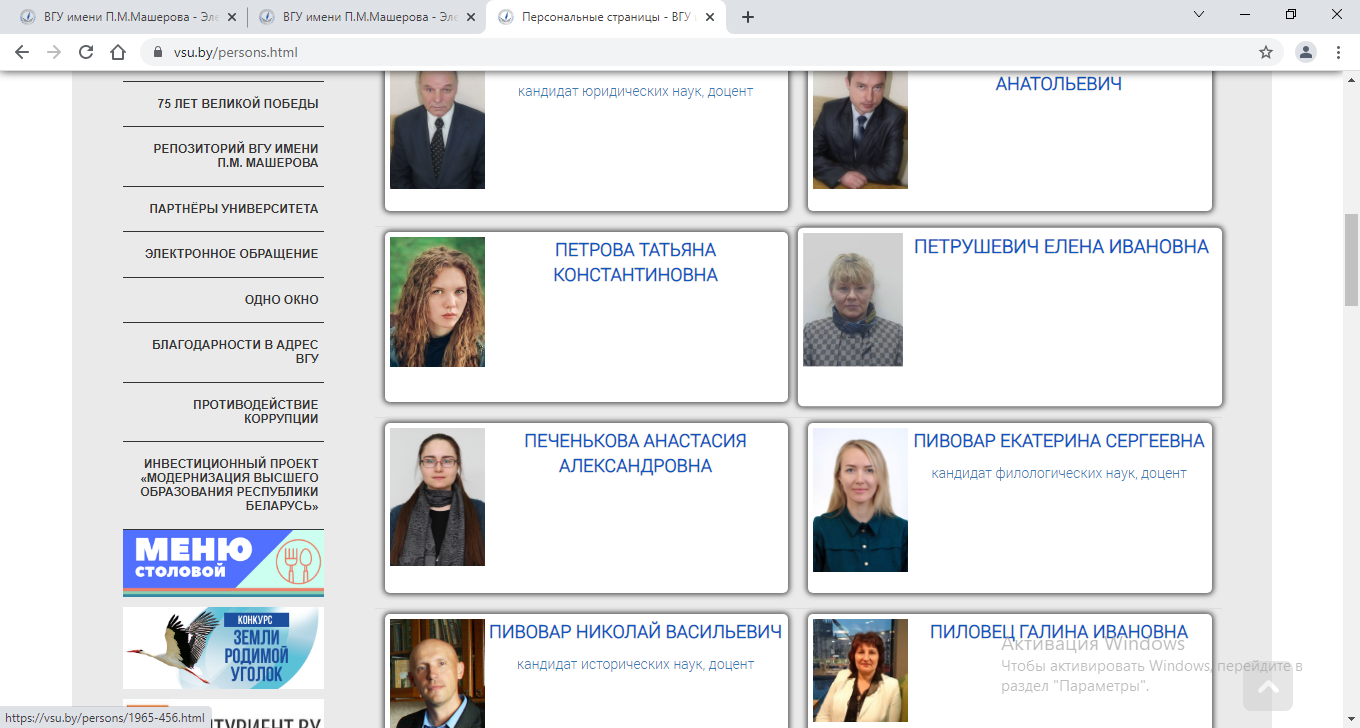 ВГУ имени П.М.Машерова - Эле
ВГУ имени П.М.Машерова - Эле
Персональные страницы - ВГУ
vsu.by/persons.html
75 ЛЕТ ВЕЛИКОЙ ПОБЕДЫ
РЕПОЗИТОРИЙ ВГУ ИМЕНИ
П.М. МАШЕРОВА
ПАРТНЁРЫ УНИВЕРСИТЕТА
ЭЛЕКТРОННОЕ ОБРАЩЕНИЕ
ОДНО ОКНО
БЛАГОДАРНОСТИ В АДРЕС
ВГУ
ПРОТИВОДЕЙСТВИЕ
КОРРУПЦИИ
ИНВЕСТИЦИОННЫЙ ПРОЕКТ
«МОДЕРНИЗАЦИЯ ВЫСШЕГО
ОБРАЗОВАНИЯ РЕСПУБЛИКИ
БЕЛАРУСЬ»
МЕНЮ
СТОЛОВОЙ
КОНКУРС
ЗЕМЛИ
РОДИМОЙ
УГОЛОК
ТУРИЕНТ.BY
https://vsu.by/persons/1965-456.html
кандидат юридических наук, доцент
АНАТОЛЬЕВИЧ
ПЕТРОВА ТАТЬЯНА
КОНСТАНТИНОВНА
ПЕТРУШЕВИЧ ЕЛЕНА ИВАНОВНА
ПЕЧЕНЬКОВА АНАСТАСИЯ
АЛЕКСАНДРОВНА
ПИВОВАР ЕКАТЕРИНА СЕРГЕЕВНА
кандидат филологических наук, доцент
ПИВОВАР НИКОЛАЙ ВАСИЛЬЕВИЧ
кандидат исторических наук, доцент
ПИЛОВЕЦ ГАЛИНА ИВАНОВНА
Активация Windows
Чтобы активировать Windows, перейдите в
раздел "Параметры".